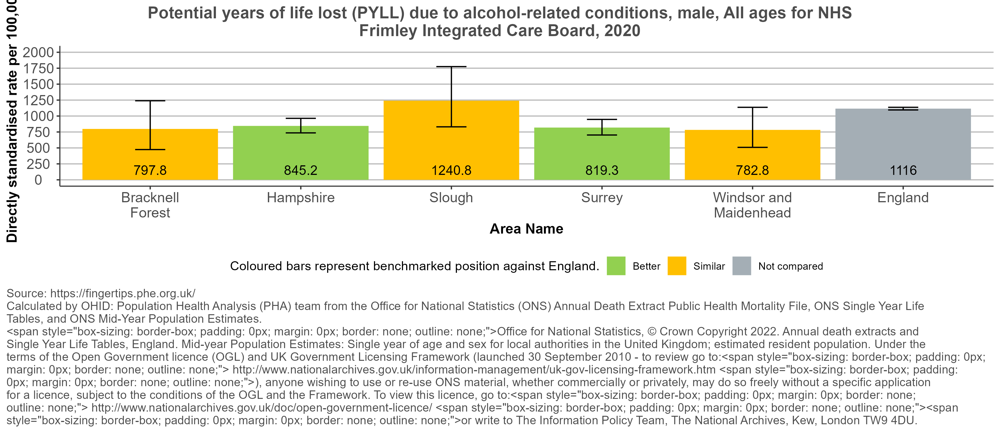 Potential years of life lost (PYLL) due to alcohol-related conditions, male, All ages for NHS
Frimley Integrated Care Board, 2020
Directly standardised rate per 100,00
2000
1750
1500
1250
1000
750
500
250
0
797.8
845.2
1240.8
819.3
782.8
1116
Bracknell
Forest
Hampshire
Slough
Surrey
Windsor and
Maidenhead
England
Area Name
Coloured bars represent benchmarked position against England.
Better
Similar
Not compared
Source: https://fingertips.phe.org.uk/
Calculated by OHID: Population Health Analysis (PHA) team from the Office for National Statistics (ONS) Annual Death Extract Public Health Mortality File, ONS Single Year Life
Tables, and ONS Mid-Year Population Estimates.
<span style="box-sizing: border-box; padding: 0px; margin: 0px; border: none; outline: none;">Office for National Statistics, © Crown Copyright 2022. Annual death extracts and
Single Year Life Tables, England. Mid-year Population Estimates: Single year of age and sex for local authorities in the United Kingdom; estimated resident population. Under the
terms of the Open Government licence (OGL) and UK Government Licensing Framework (launched 30 September 2010 - to review go to:<span style="box-sizing: border-box; padding: 0px;
margin: 0px; border: none; outline: none;"> http://www.nationalarchives.gov.uk/information-management/uk-gov-licensing-framework.htm <span style="box-sizing: border-box; padding:
0px; margin: 0px; border: none; outline: none;">), anyone wishing to use or re-use ONS material, whether commercially or privately, may do so freely without a specific application
for a licence, subject to the conditions of the OGL and the Framework. To view this licence, go to:<span style="box-sizing: border-box; padding: 0px; margin: 0px; border: none;
outline: none;"> http://www.nationalarchives.gov.uk/doc/open-government-licence/ <span style="box-sizing: border-box; padding: 0px; margin: 0px; border: none; outline: none;"><span
style="box-sizing: border-box; padding: 0px; margin: 0px; border: none; outline: none;">or write to The Information Policy Team, The National Archives, Kew, London TW9 4DU.